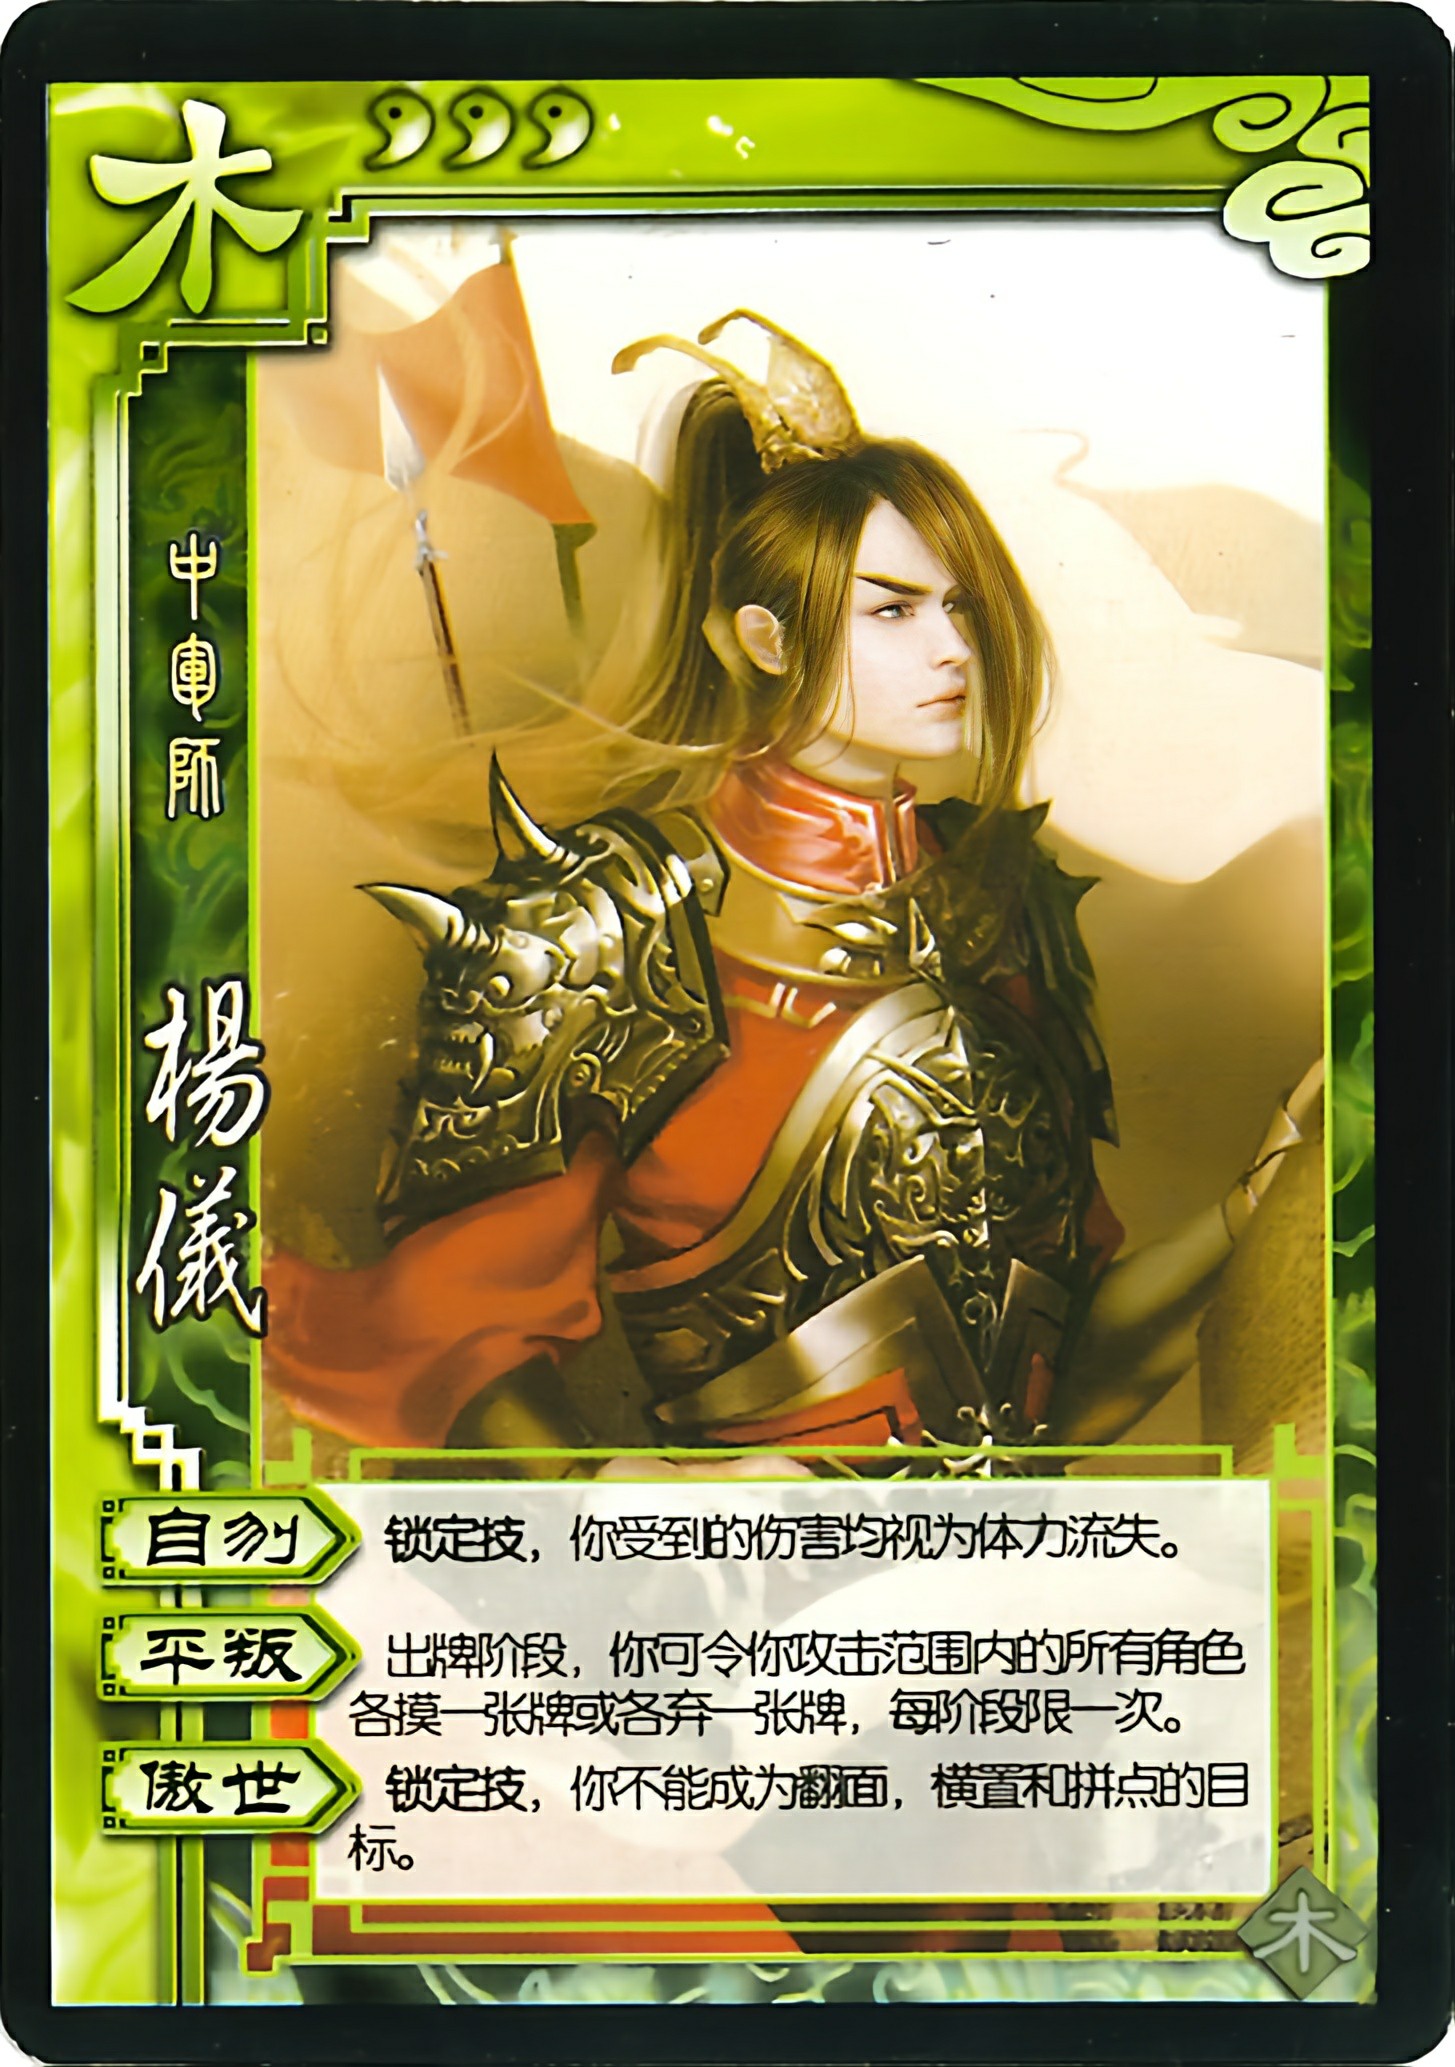 木
中軍師
楊儀
自刎
锁定技，你受到的伤害均视为体力流失。
平叛
出牌阶段，你可令你攻击范围内的所有角色
各摸一张牌或各弃一张牌，每阶段限一次。
傲世
锁定技，你不能成为翻面，横置和拼点的目
标。
木